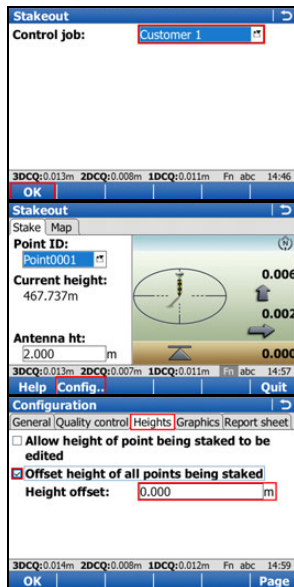 Stakeout
Control job: Customer 1
3DCQ:0.013m 2DCQ:0.008m 1DCQ:0.011m Fn abc 14:46
OK
Stakeout
Stake Map
Point ID:
Point0001
N
Current height:
467.737m
0.006
0.002
Antenna ht:
2.000 m
0.000
3DCQ:0.013m 2DCQ:0.007m 1DCQ:0.011m Fn abc 14:57
Help Config.. Quit
Configuration
General Quality control Heights Graphics Report sheet
Allow height of point being staked to be
edited
Offset height of all points being staked
Height offset: 0.000 m
3DCQ:0.014m 2DCQ:0.008m 1DCQ:0.012m Fn abc 14:59
OK Page